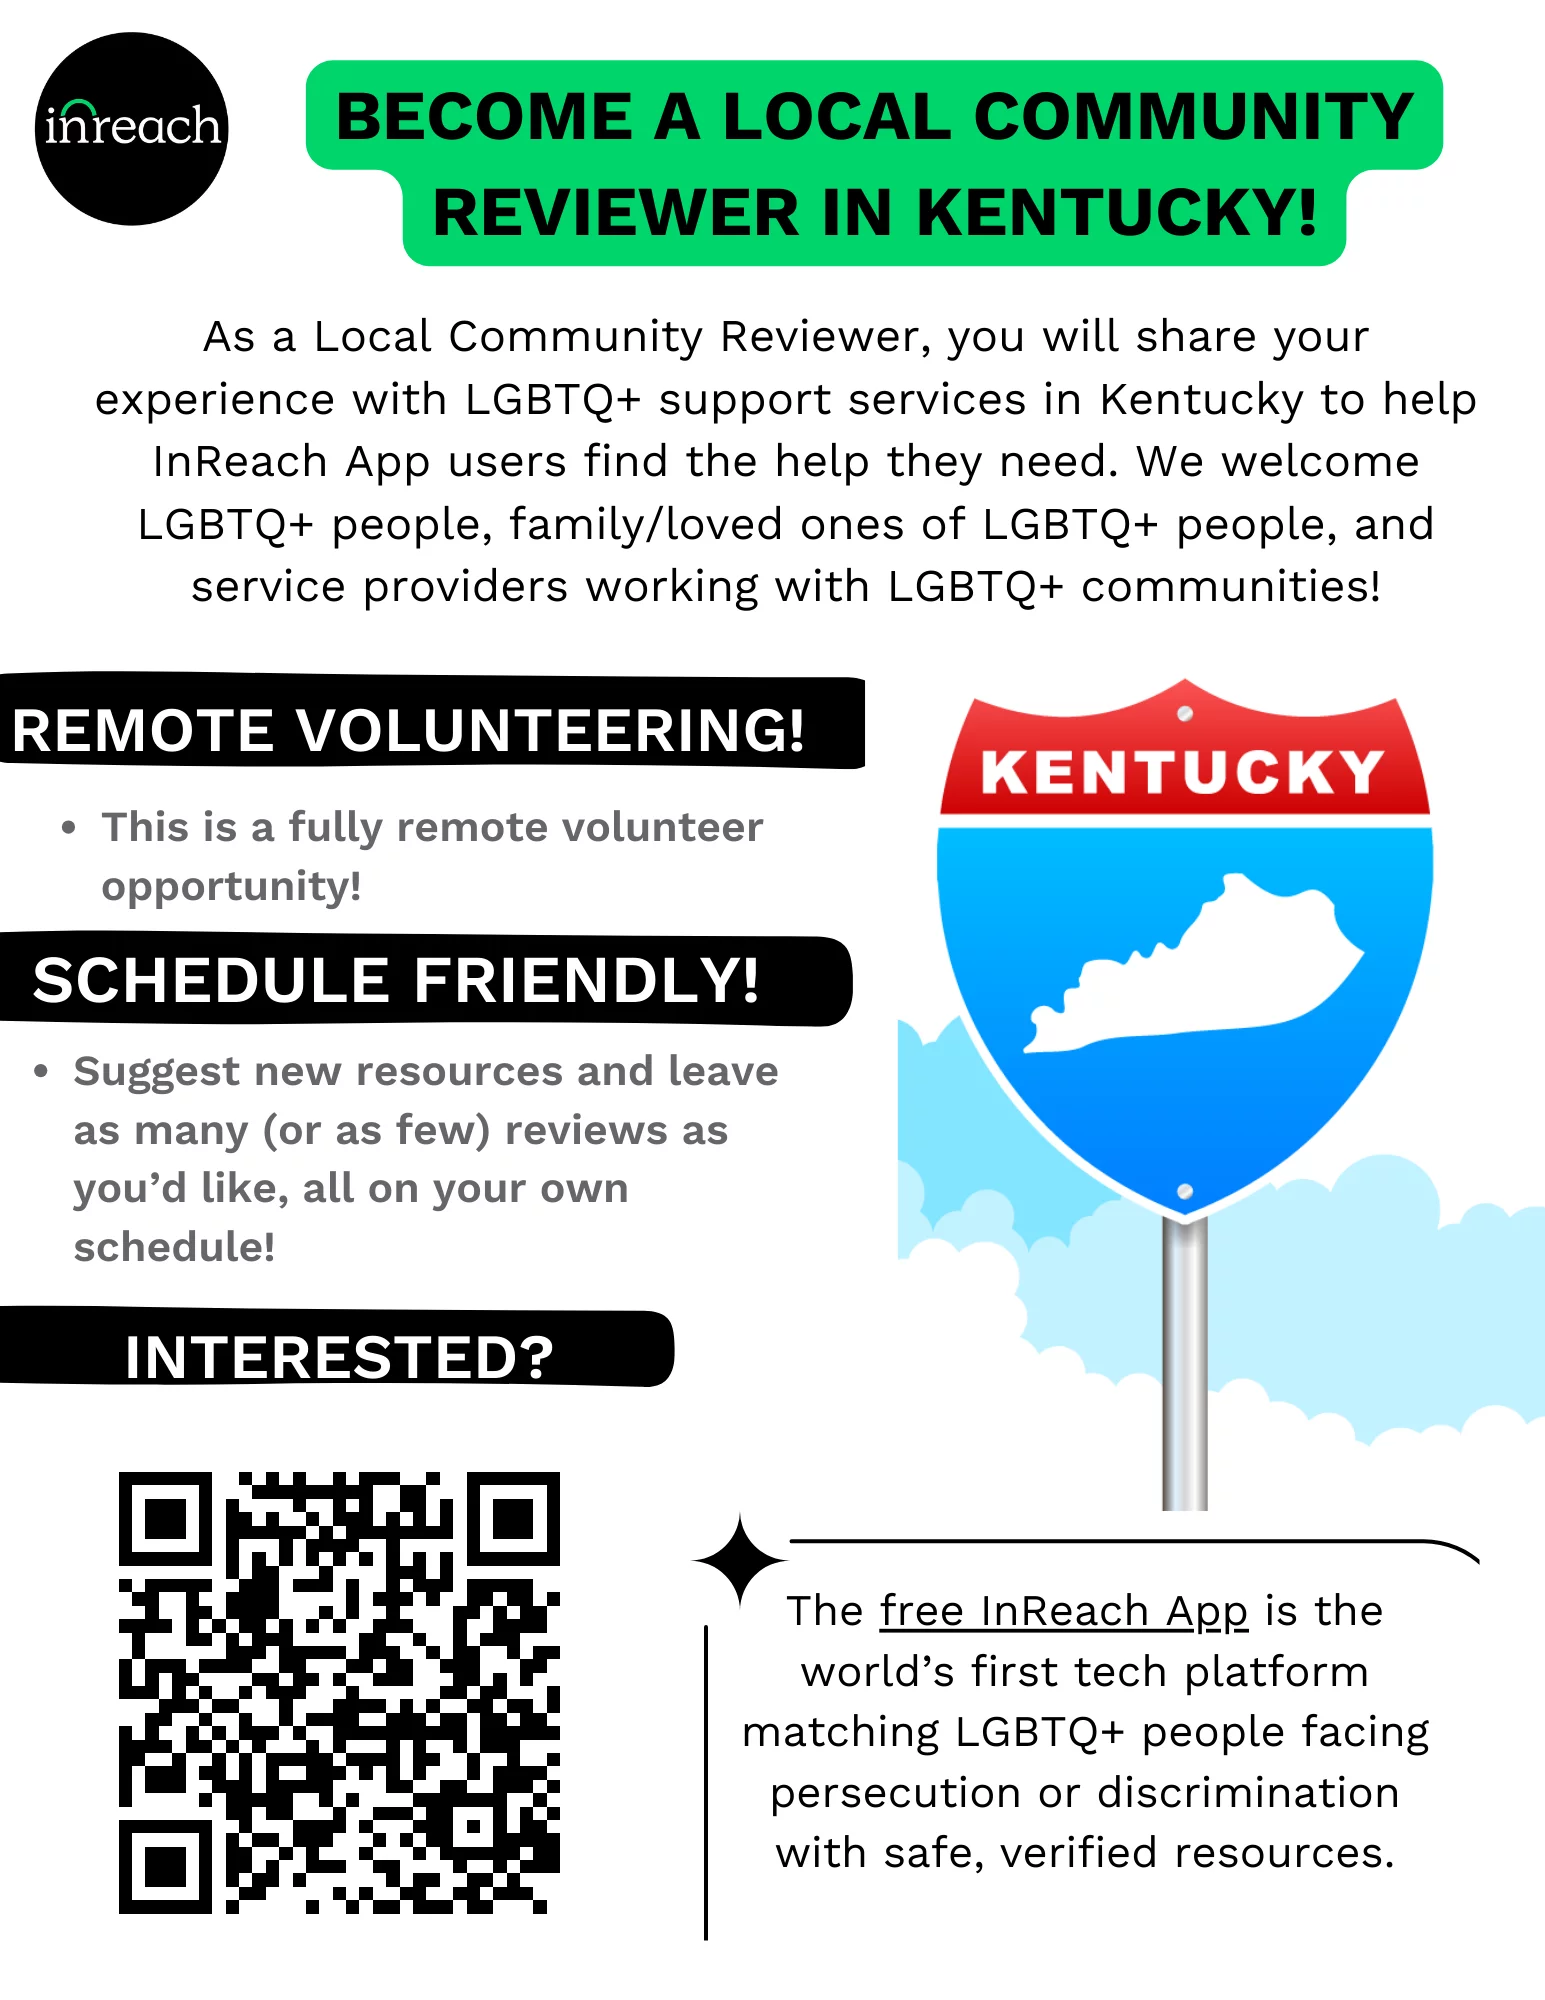 inreach
BECOME A LOCAL COMMUNITY
REVIEWER IN KENTUCKY!
As a Local Community Reviewer, you will share your
experience with LGBTQ+ support services in Kentucky to help
InReach App users find the help they need. We welcome
LGBTQ+ people, family/loved ones of LGBTQ+ people, and
service providers working with LGBTQ+ communities!
REMOTE VOLUNTEERING!
• This is a fully remote volunteer
opportunity!
SCHEDULE FRIENDLY!
• Suggest new resources and leave
as many (or as few) reviews as
you’d like, all on your own
schedule!
INTERESTED?
KENTUCKY
The free InReach App is the
world’s first tech platform
matching LGBTQ+ people facing
persecution or discrimination
with safe, verified resources.